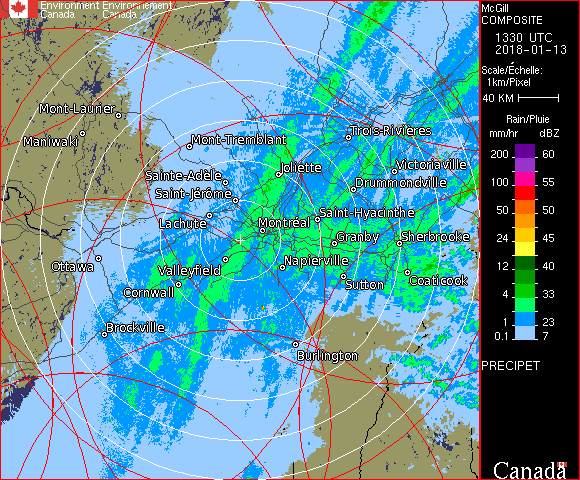 Environment Environnement
Canada Canada
McGill
COMPOSITE
1330 UTC
2018-01-13
Scale/Échelle:
1km/Pixel
40 KM
Rain/Pluie
mm/hr dBZ
200 60
100 55
50 50
24 45
12 40
4 33
1 23
0.1 7
PRECIPET
Canada
Mont-Laurier
Maniwaki
Mont-Tremblant
Trois-Rivières
Sainte-Adèle
Joliette
Victoriaville
Saint-Jérôme
Drummondville
Lachute
Montréal
Saint-Hyacinthe
Granby
Sherbrooke
Ottawa
Valleyfield
Napierville
Cornwall
Sutton
Coaticook
Brockville
Burlington